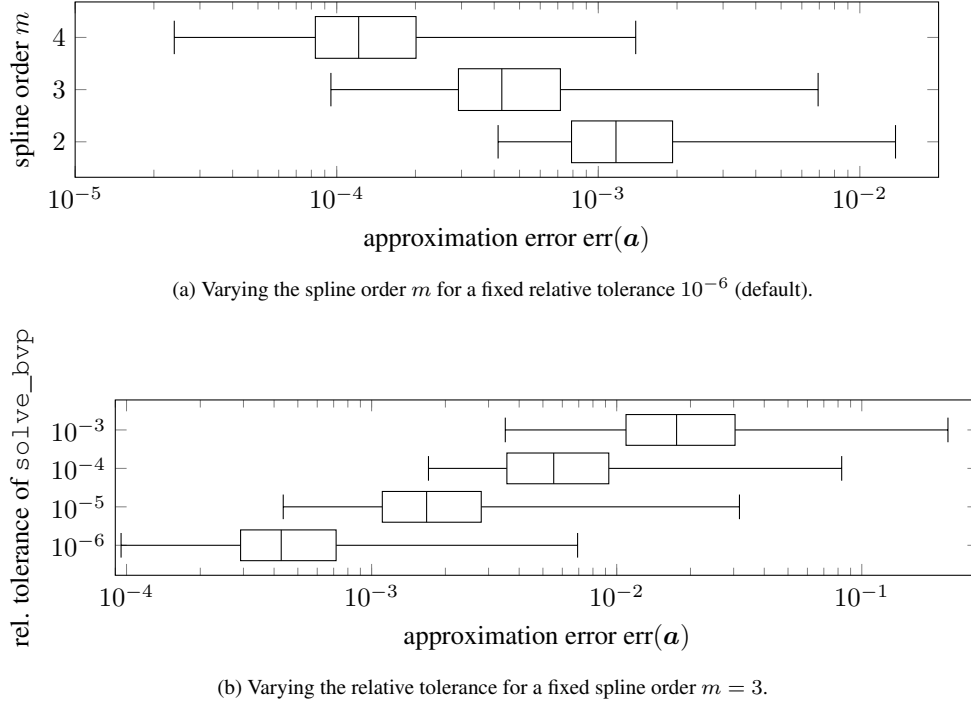 spline order m
4
3
2
10⁻⁵ 10⁻⁴ 10⁻³ 10⁻²
approximation error err(a)
(a) Varying the spline order m for a fixed relative tolerance 10⁻⁶ (default).
rel. tolerance of solve_bvp
10⁻³
10⁻⁴
10⁻⁵
10⁻⁶
10⁻⁴ 10⁻³ 10⁻² 10⁻¹
approximation error err(a)
(b) Varying the relative tolerance for a fixed spline order m = 3.